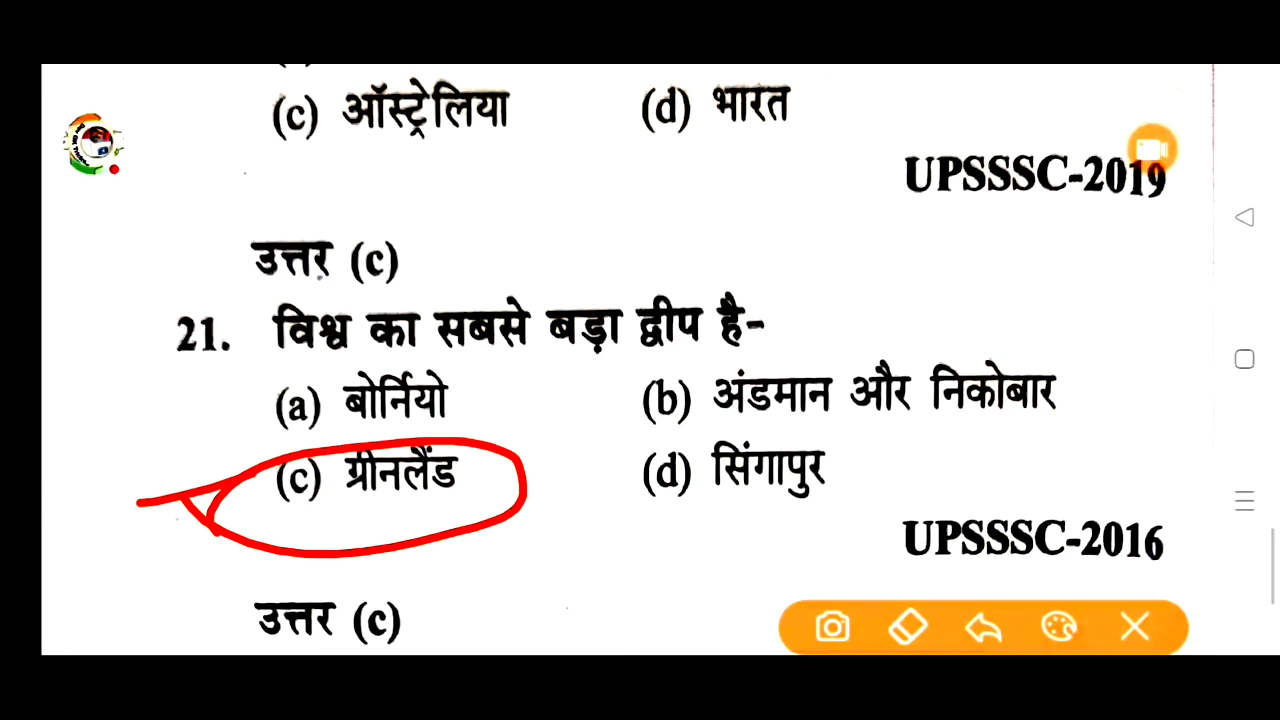 (c) ऑस्ट्रेलिया (d) भारत
UPSSSC-2019
उत्तर (c)
21. विश्व का सबसे बड़ा द्वीप है-
(a) बोर्नियो (b) अंडमान और निकोबार
(c) ग्रीनलैंड (d) सिंगापुर
UPSSSC-2016
उत्तर (c)